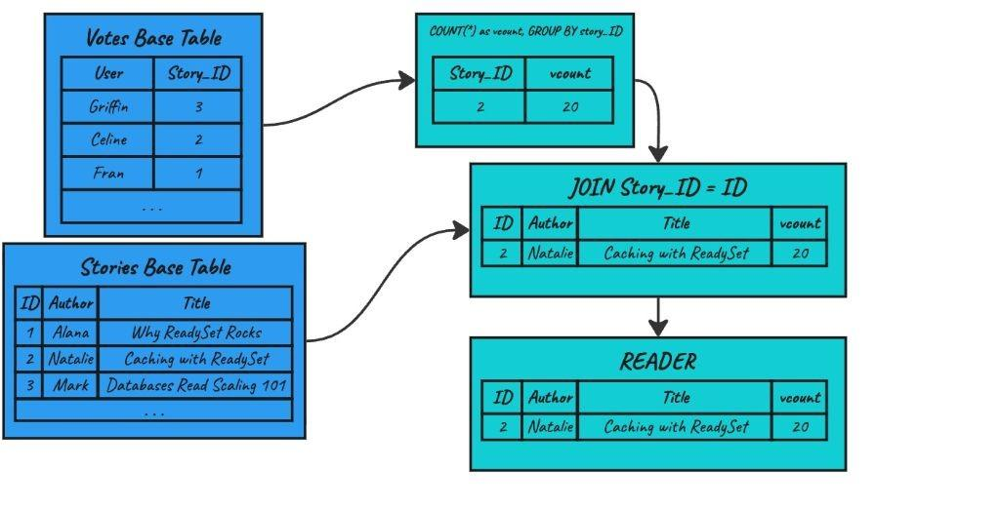 Votes Base Table
User Story_ID
Griffin 3
Celine 2
Fran 1
...
Stories Base Table
ID Author Title
1 Alana Why ReadySet Rocks
2 Natalie Caching with ReadySet
3 Mark Databases Read Scaling 101
...
COUNT(*) as vcount, GROUP BY story_ID
Story_ID vcount
2 20
JOIN Story_ID = ID
ID Author Title vcount
2 Natalie Caching with ReadySet 20
READER
ID Author Title vcount
2 Natalie Caching with ReadySet 20